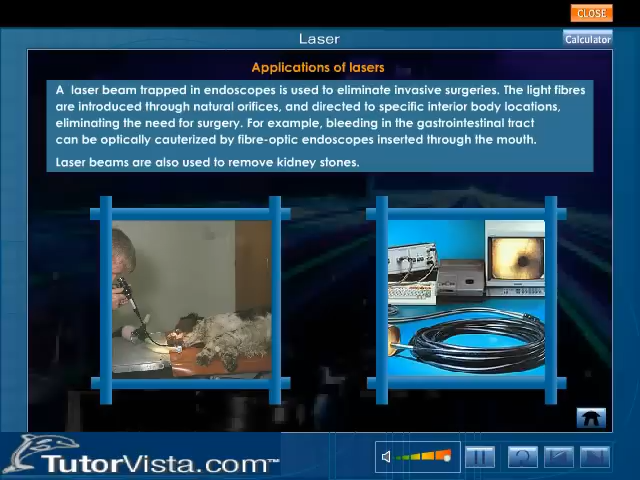 CLOSE
Laser
Calculator
Applications of lasers
A laser beam trapped in endoscopes is used to eliminate invasive surgeries. The light fibres
are introduced through natural orifices, and directed to specific interior body locations,
eliminating the need for surgery. For example, bleeding in the gastrointestinal tract
can be optically cauterized by fibre-optic endoscopes inserted through the mouth.
Laser beams are also used to remove kidney stones.
TutorVista.com™